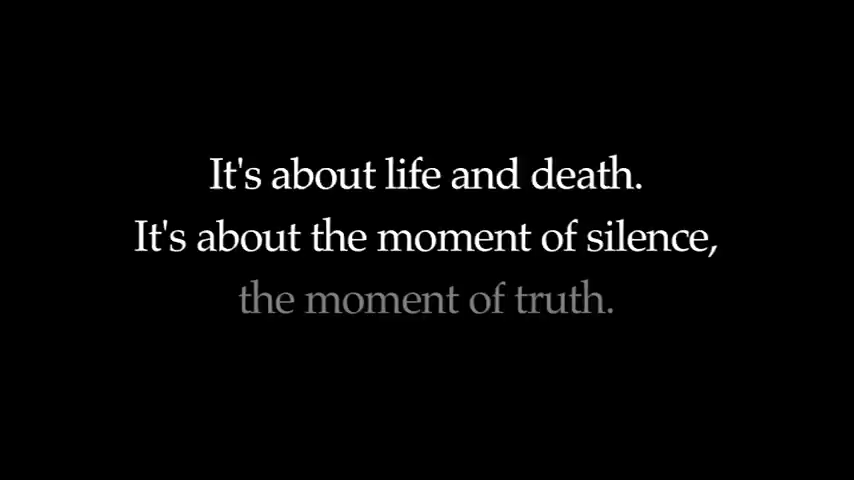 It's about life and death.
It's about the moment of silence,
the moment of truth.